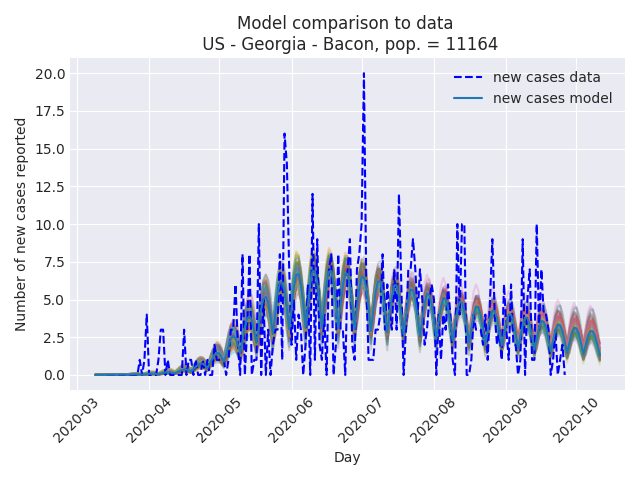 Model comparison to data
US - Georgia - Bacon, pop. = 11164
20.0
17.5
15.0
12.5
10.0
7.5
5.0
2.5
0.0
Number of new cases reported
new cases data
new cases model
2020-03
2020-04
2020-05
2020-06
2020-07
2020-08
2020-09
2020-10
Day